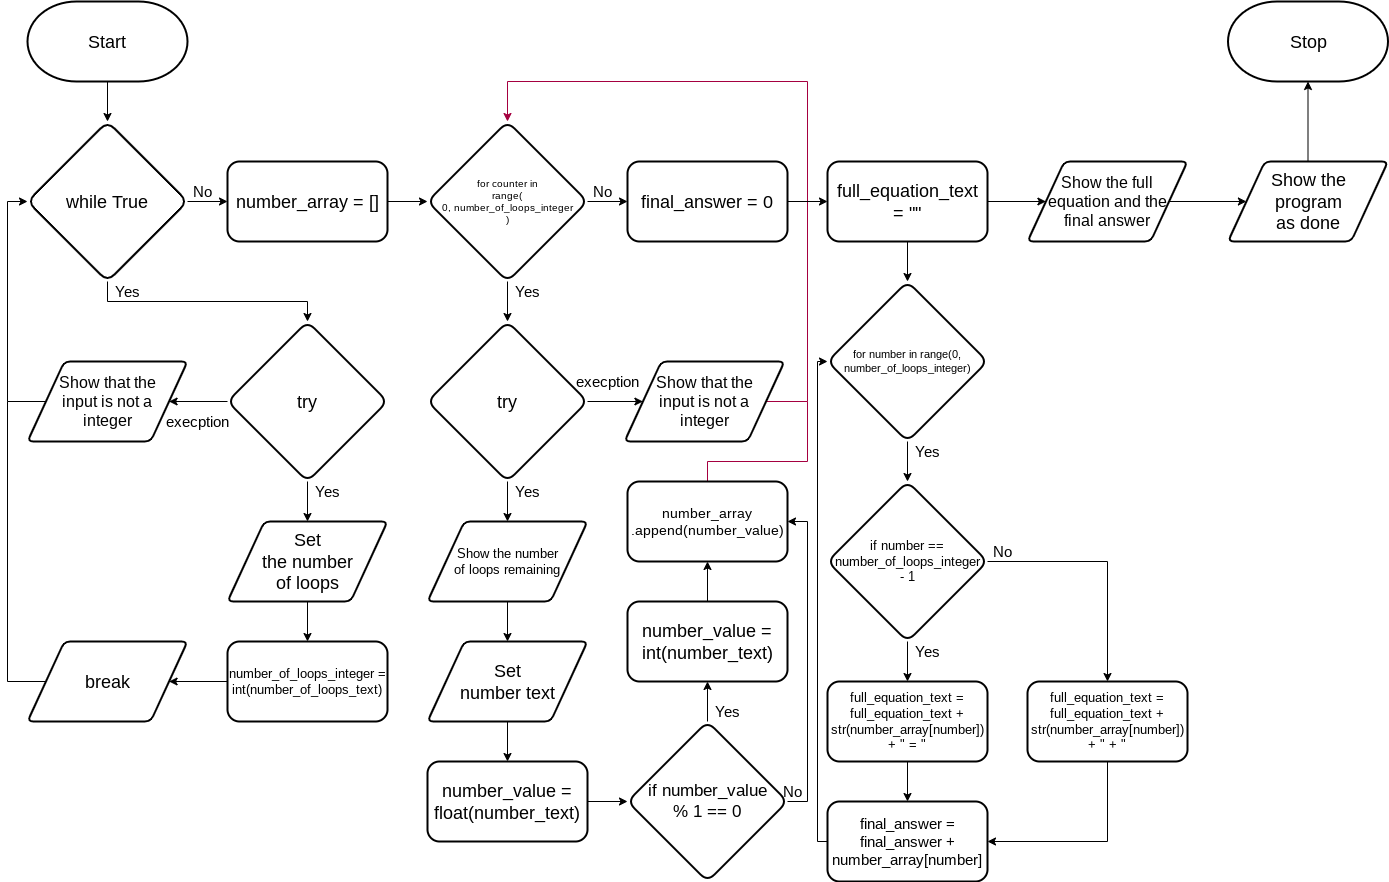 Start
Stop
while True
No
number_array = []
for counter in
range(
0, number_of_loops_integer
)
No
final_answer = 0
full_equation_text
= ""
Show the full
equation and the
final answer
Show the
program
as done
Yes
Yes
Show that the
input is not a
integer
execption
try
try
execption
Show that the
input is not a
integer
for number in range(0,
number_of_loops_integer)
Yes
Yes
Yes
Set
the number
of loops
Show the number
of loops remaining
number_array
.append(number_value)
if number ==
number_of_loops_integer
- 1
No
Yes
break
number_of_loops_integer =
int(number_of_loops_text)
Set
number text
number_value =
int(number_text)
Yes
full_equation_text =
full_equation_text +
str(number_array[number])
+ " = "
full_equation_text =
full_equation_text +
str(number_array[number])
+ " + "
number_value =
float(number_text)
if number_value
% 1 == 0
No
final_answer =
final_answer +
number_array[number]